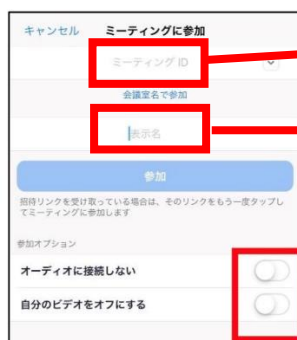 キャンセル ミーティングに参加
ミーティング ID
会議室名で参加
表示名
参加
招待リンクを受け取っている場合は、そのリンクをもう一度タップし
てミーティングに参加します
参加オプション
オーディオに接続しない
自分のビデオをオフにする